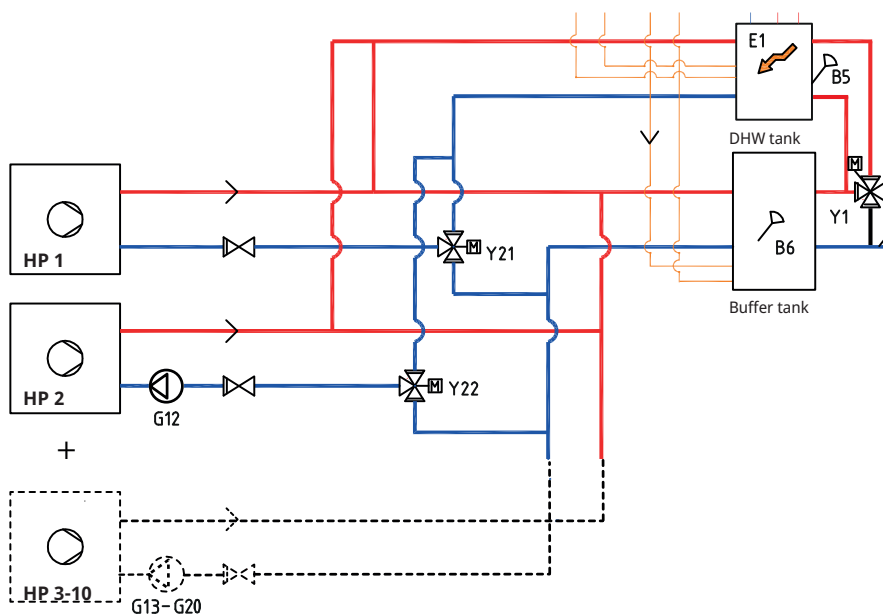 E1
B5
DHW tank
M
Y1
HP 1
M
Y21
B6
Buffer tank
HP 2
M
Y22
G12
+
HP 3-10
G13-G20